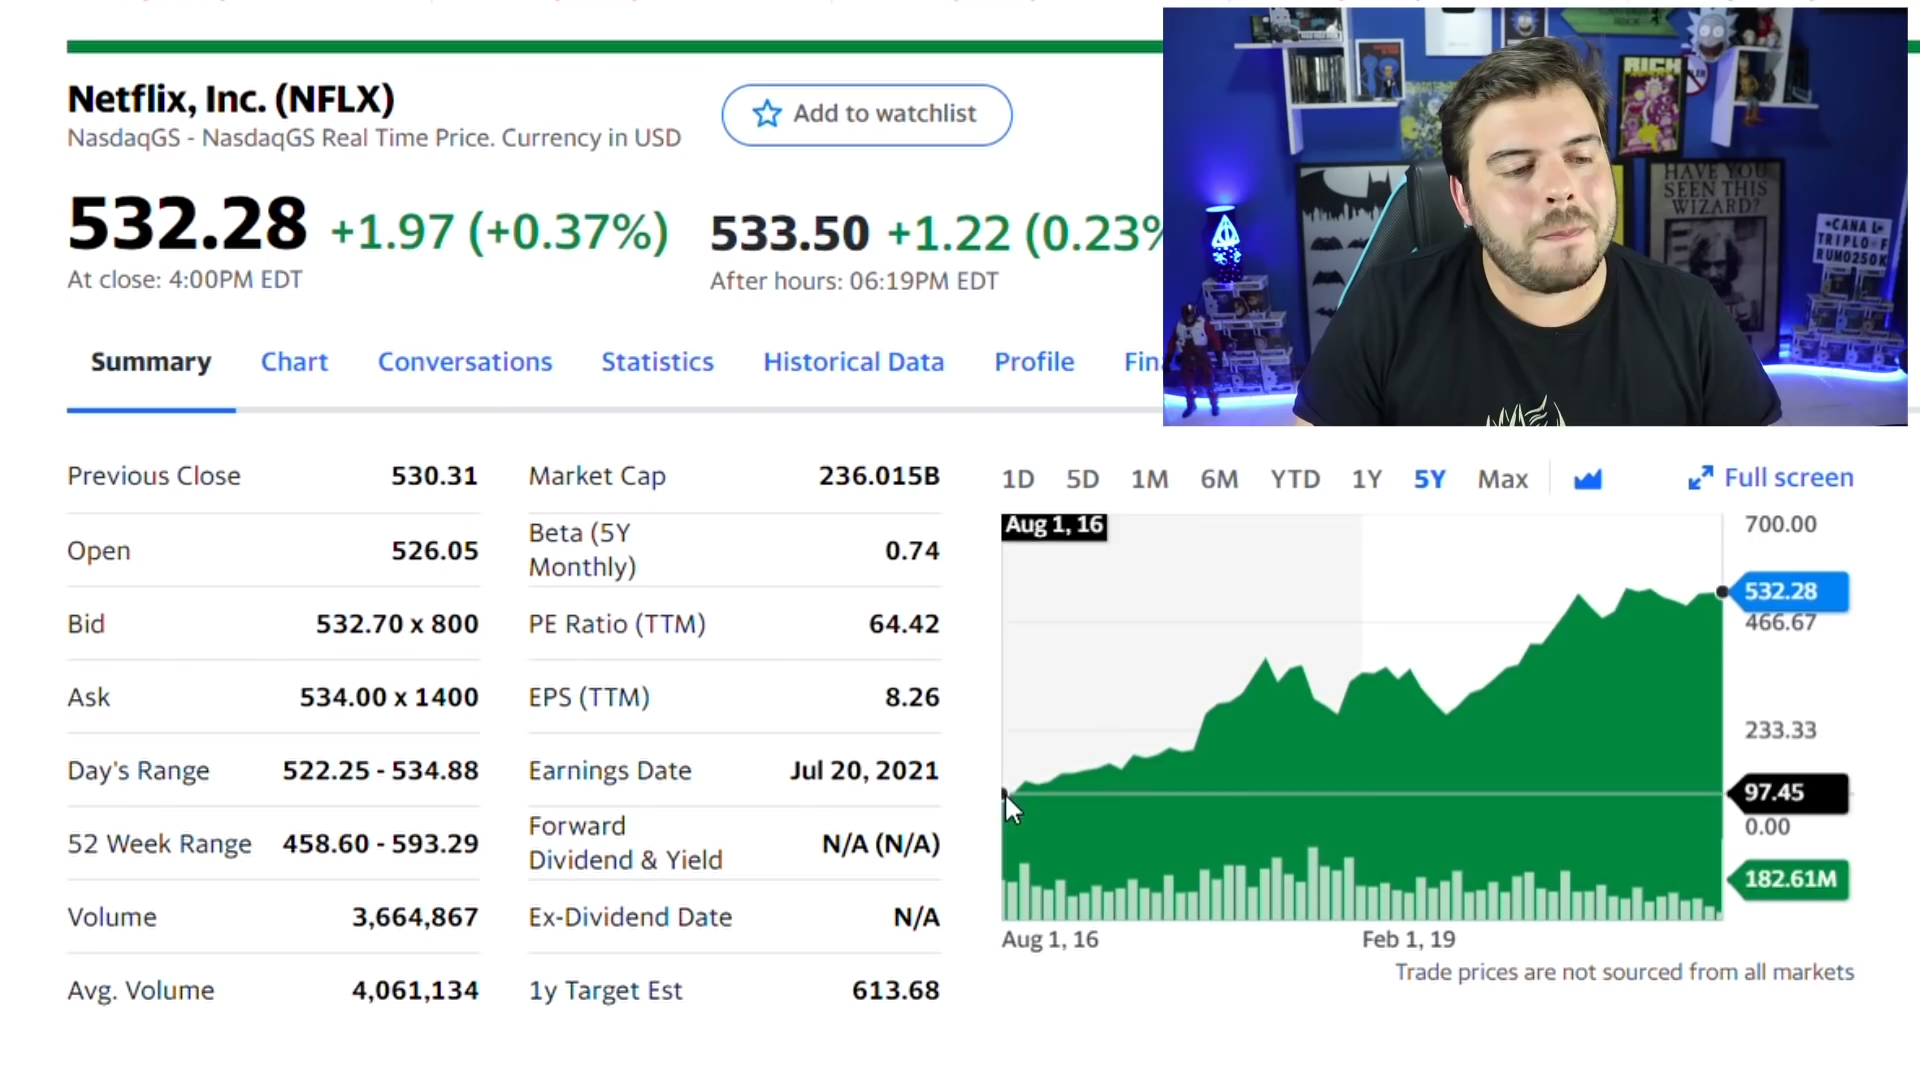 Netflix, Inc. (NFLX)
Add to watchlist
NasdaqGS - NasdaqGS Real Time Price. Currency in USD
532.28 +1.97 (+0.37%) 533.50 +1.22 (0.23%
At close: 4:00PM EDT
After hours: 06:19PM EDT
RICK
HAVE YOU
SEEN THIS
WIZARD?
CANAL
TRIPLO F
RUMO250K
Summary Chart Conversations Statistics Historical Data Profile Fin
Previous Close 530.31
Open 526.05
Bid 532.70 x 800
Ask 534.00 x 1400
Day's Range 522.25 - 534.88
52 Week Range 458.60 - 593.29
Volume 3,664,867
Avg. Volume 4,061,134
Market Cap 236.015B
Beta (5Y
Monthly) 0.74
PE Ratio (TTM) 64.42
EPS (TTM) 8.26
Earnings Date Jul 20, 2021
Forward
Dividend & Yield N/A (N/A)
Ex-Dividend Date N/A
1y Target Est 613.68
1D 5D 1M 6M YTD 1Y 5Y Max Full screen
Aug 1, 16
700.00
532.28
466.67
233.33
97.45
0.00
182.61M
Aug 1, 16 Feb 1, 19
Trade prices are not sourced from all markets